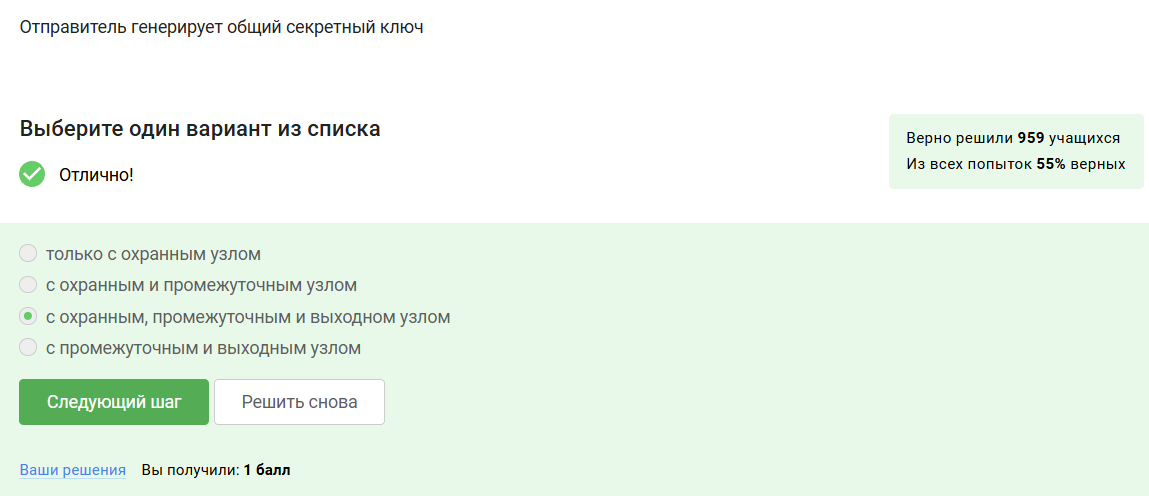 Отправитель генерирует общий секретный ключ
Выберите один вариант из списка
Верно решили 959 учащихся
Из всех попыток 55% верных
Отлично!
только с охранным узлом
с охранным и промежуточным узлом
с охранным, промежуточным и выходном узлом
с промежуточным и выходным узлом
Следующий шаг
Решить снова
Ваши решения Вы получили: 1 балл